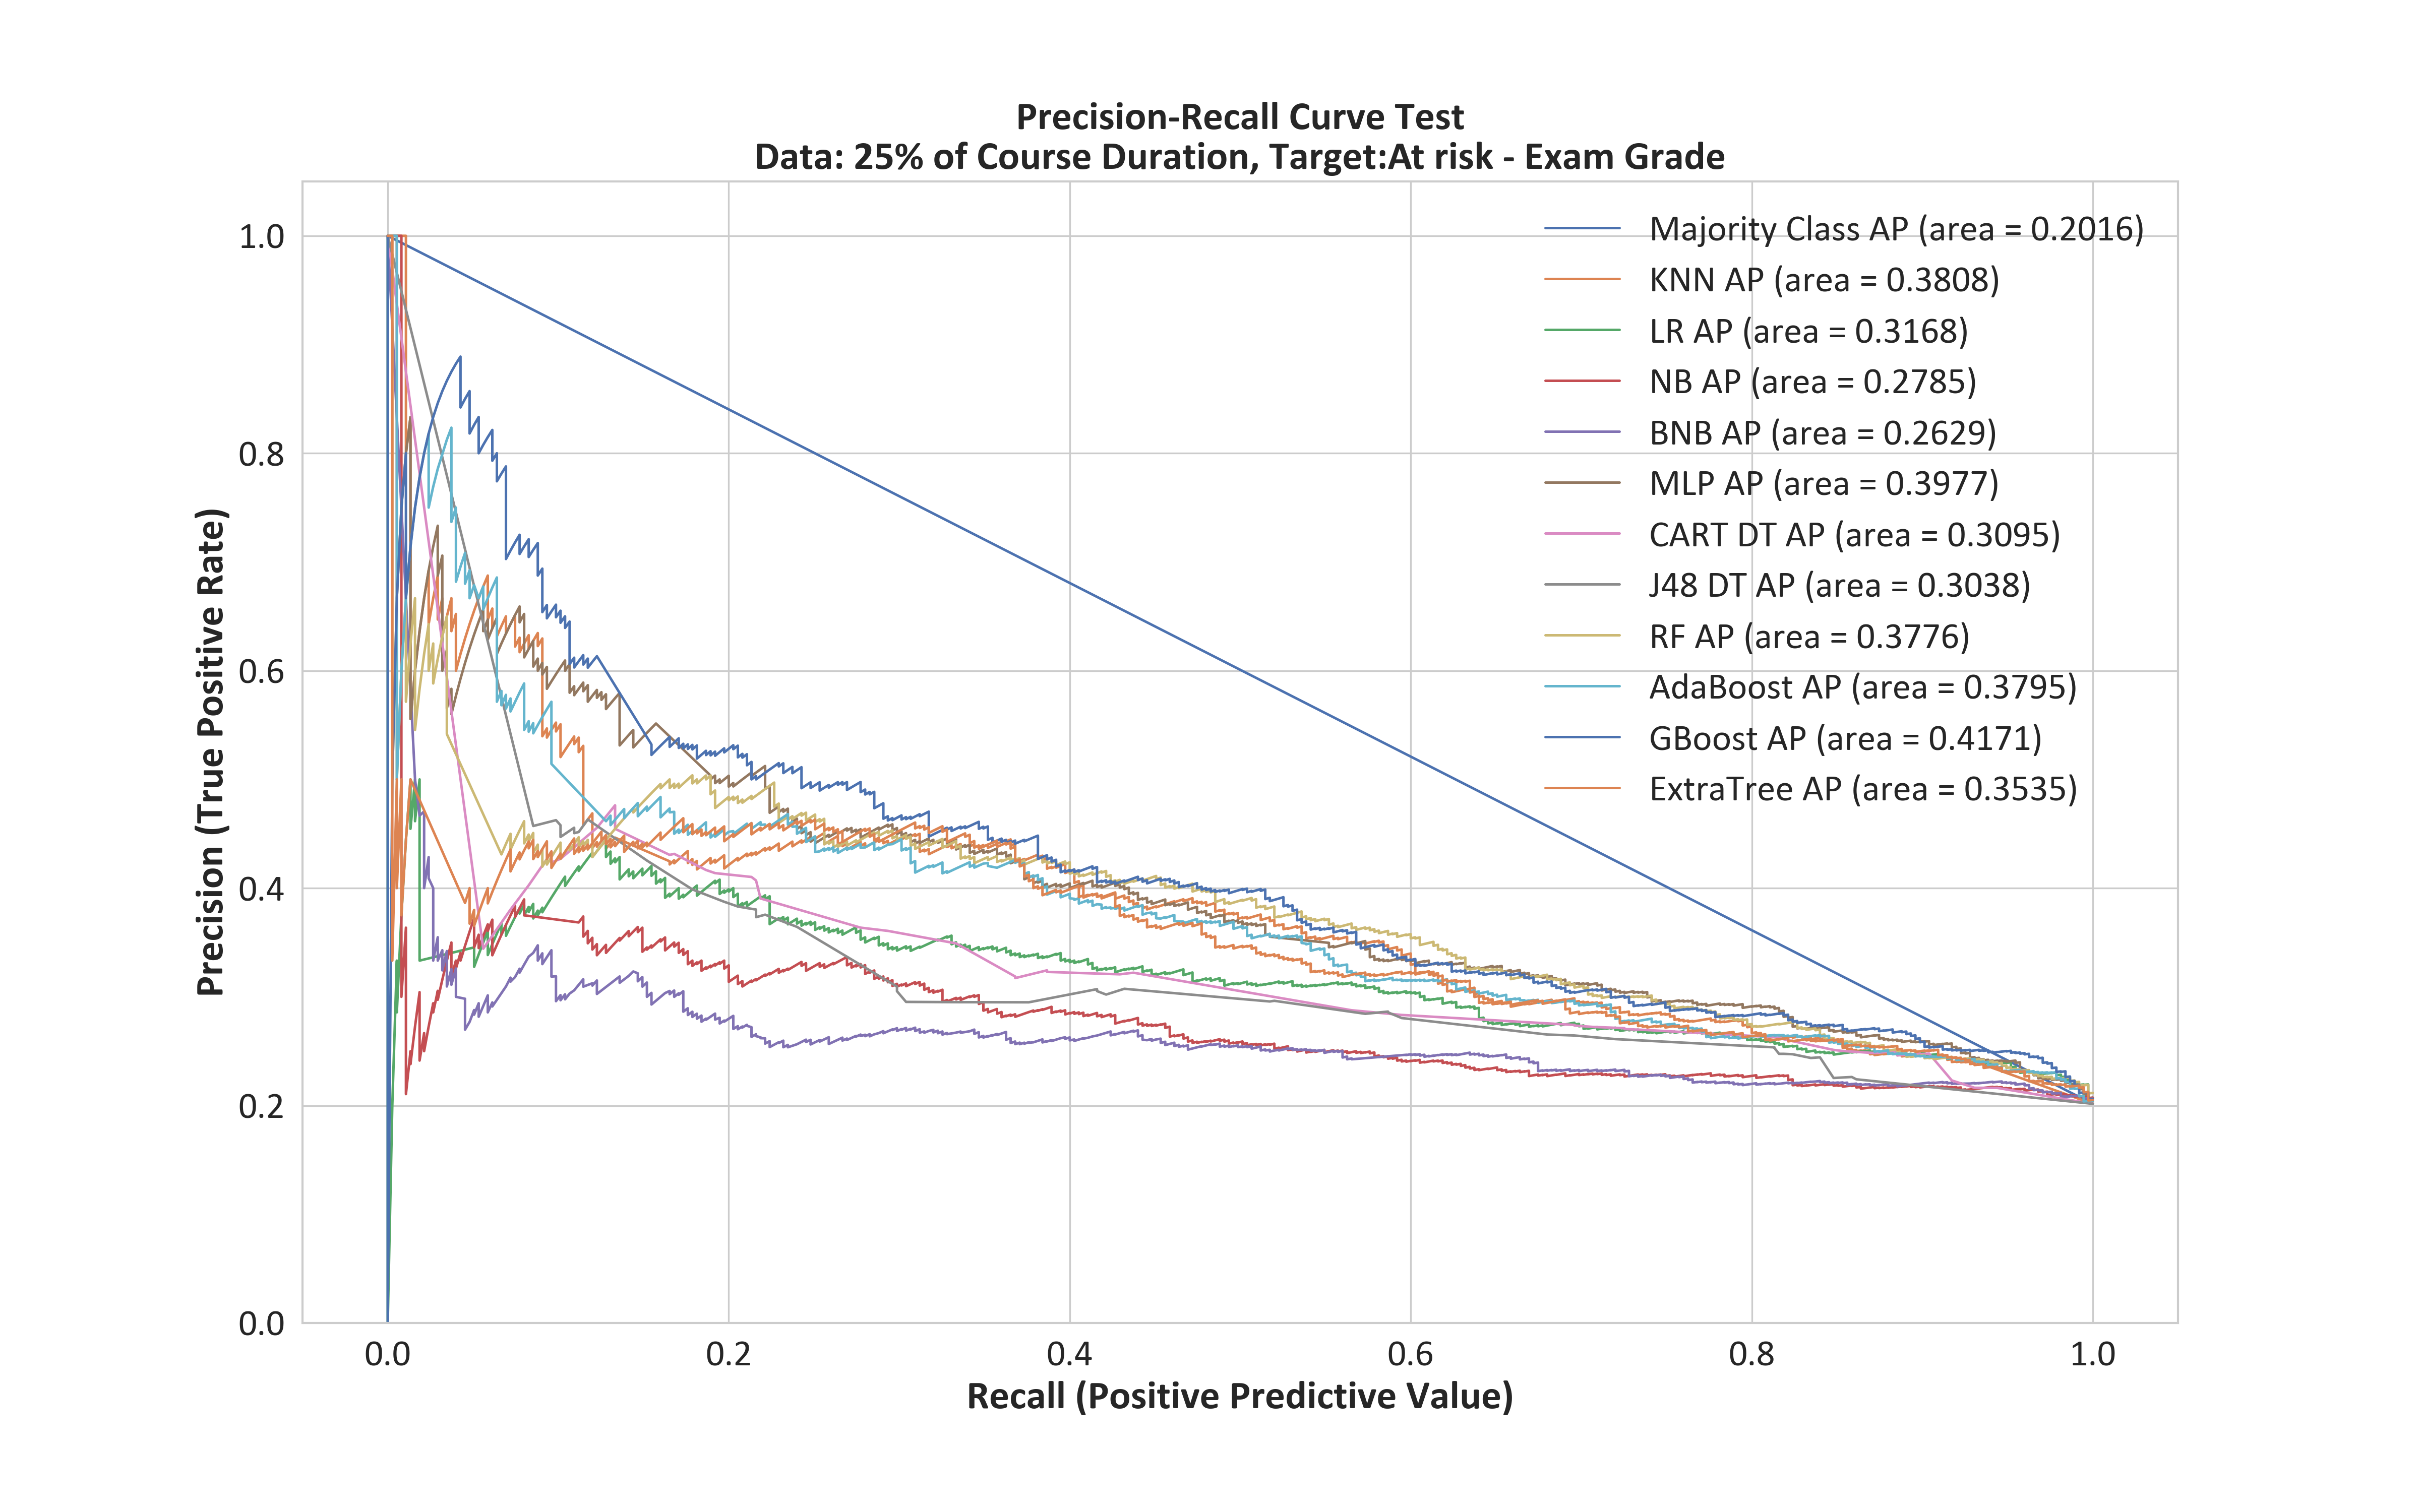 Precision-Recall Curve Test
Data: 25% of Course Duration, Target:At risk - Exam Grade
Majority Class AP (area = 0.2016)
KNN AP (area = 0.3808)
LR AP (area = 0.3168)
NB AP (area = 0.2785)
BNB AP (area = 0.2629)
MLP AP (area = 0.3977)
CART DT AP (area = 0.3095)
J48 DT AP (area = 0.3038)
RF AP (area = 0.3776)
AdaBoost AP (area = 0.3795)
GBoost AP (area = 0.4171)
ExtraTree AP (area = 0.3535)
Precision (True Positive Rate)
1.0
0.8
0.6
0.4
0.2
0.0
0.0 0.2 0.4 0.6 0.8 1.0
Recall (Positive Predictive Value)